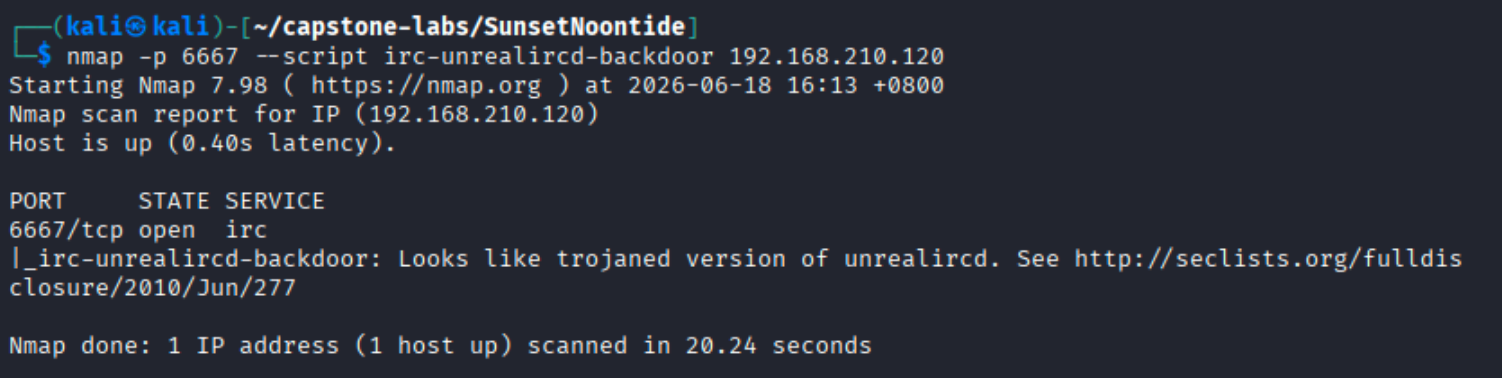 ┌──(kali㉿kali)-[~/capstone-labs/SunsetNoontide]
└─$ nmap -p 6667 --script irc-unrealircd-backdoor 192.168.210.120
Starting Nmap 7.98 ( https://nmap.org ) at 2026-06-18 16:13 +0800
Nmap scan report for IP (192.168.210.120)
Host is up (0.40s latency).
PORT     STATE SERVICE
6667/tcp open  irc
|_irc-unrealircd-backdoor: Looks like trojaned version of unrealircd. See http://seclists.org/fulldis
closure/2010/Jun/277
Nmap done: 1 IP address (1 host up) scanned in 20.24 seconds